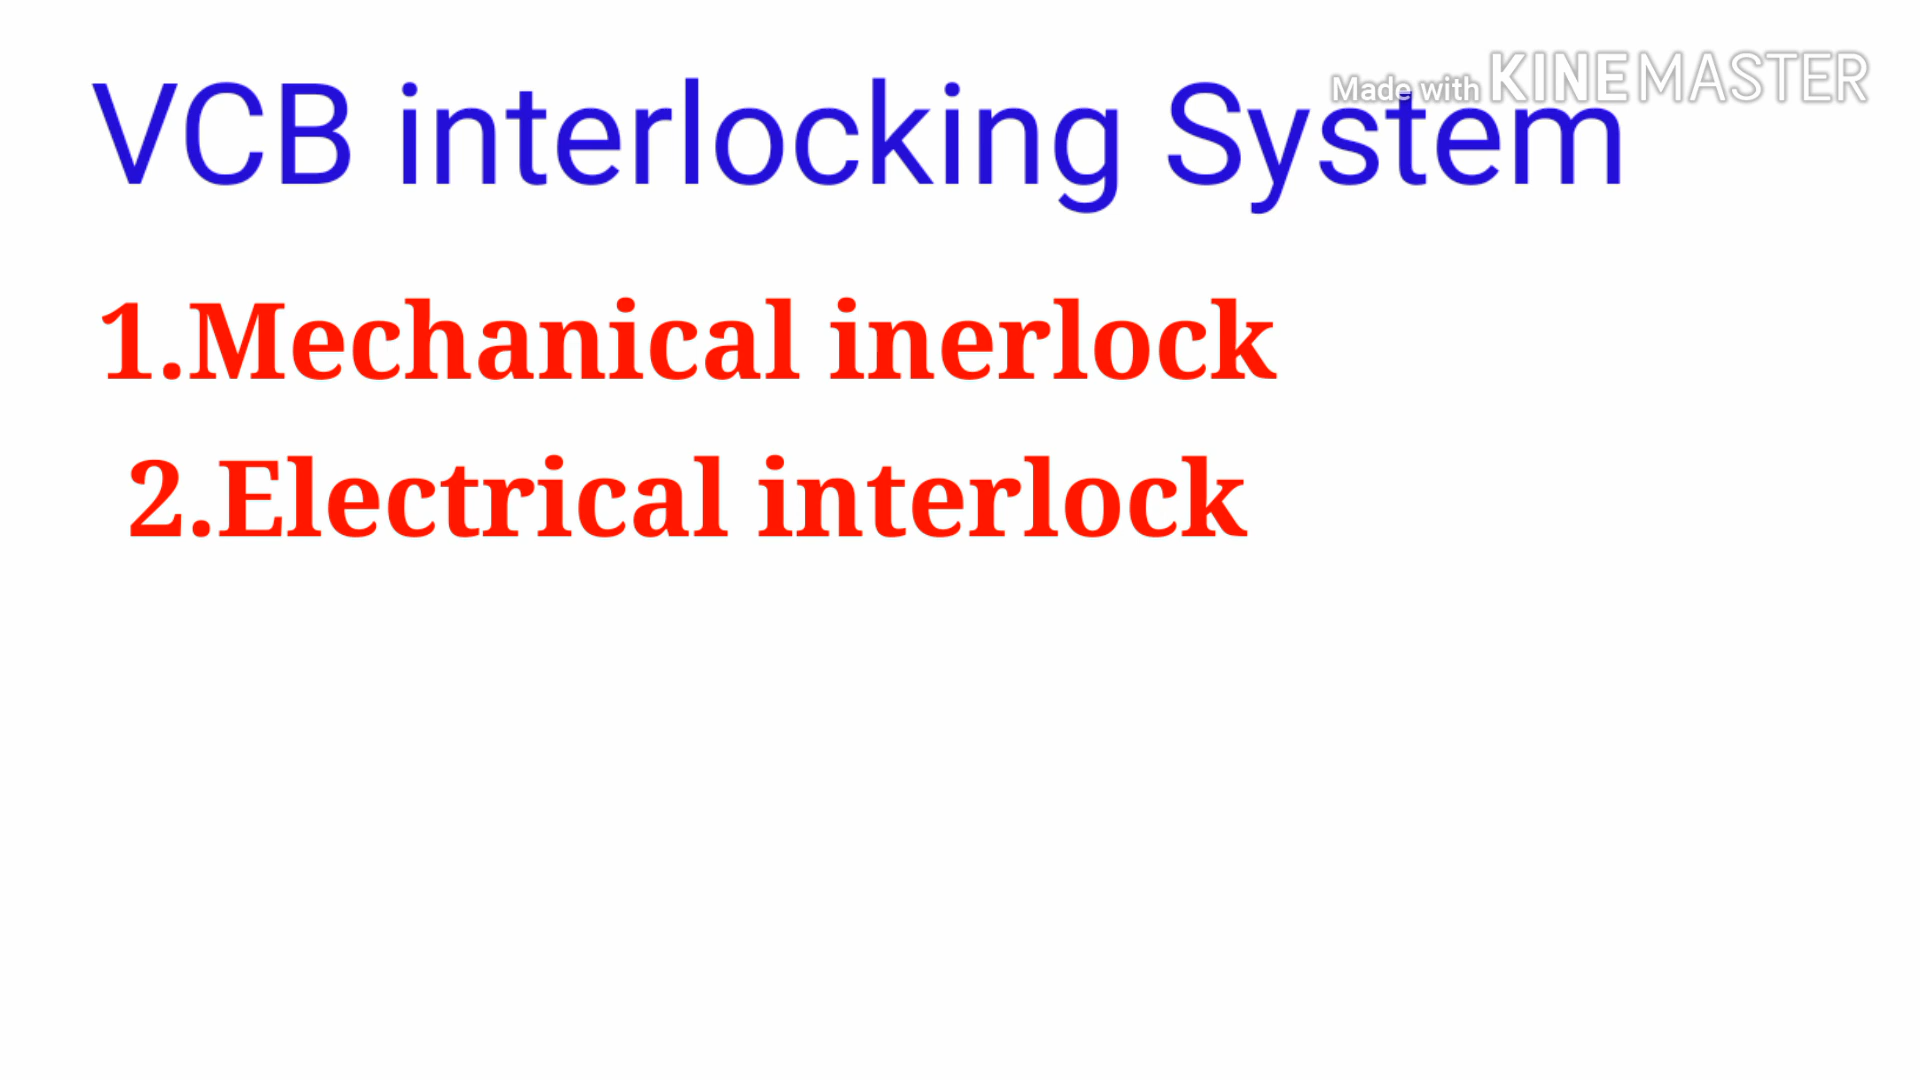 Made with KINEMASTER
VCB interlocking System
1.Mechanical inerlock
2.Electrical interlock